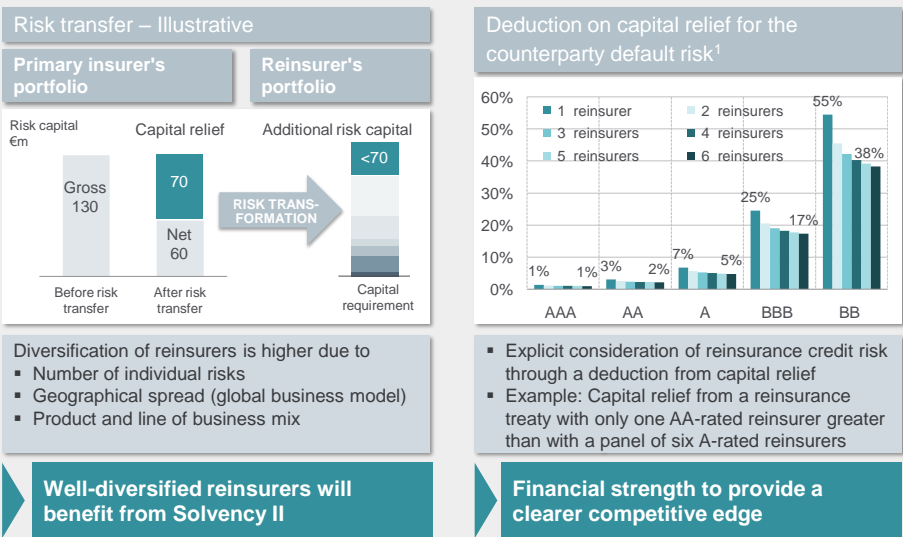 Risk transfer – Illustrative
Primary insurer's
portfolio
Reinsurer's
portfolio
Risk capital
€m
Capital relief
Additional risk capital
Gross
130
70
Net
60
RISK TRANS-
FORMATION
<70
Before risk
transfer
After risk
transfer
Capital
requirement
Diversification of reinsurers is higher due to
▪ Number of individual risks
▪ Geographical spread (global business model)
▪ Product and line of business mix
Well-diversified reinsurers will
benefit from Solvency II
Deduction on capital relief for the
counterparty default risk¹
60%
50%
40%
30%
20%
10%
0%
1 reinsurer
2 reinsurers
3 reinsurers
4 reinsurers
5 reinsurers
6 reinsurers
1%
1%
3%
2%
7%
5%
25%
17%
55%
38%
AAA
AA
A
BBB
BB
▪ Explicit consideration of reinsurance credit risk
through a deduction from capital relief
▪ Example: Capital relief from a reinsurance
treaty with only one AA-rated reinsurer greater
than with a panel of six A-rated reinsurers
Financial strength to provide a
clearer competitive edge